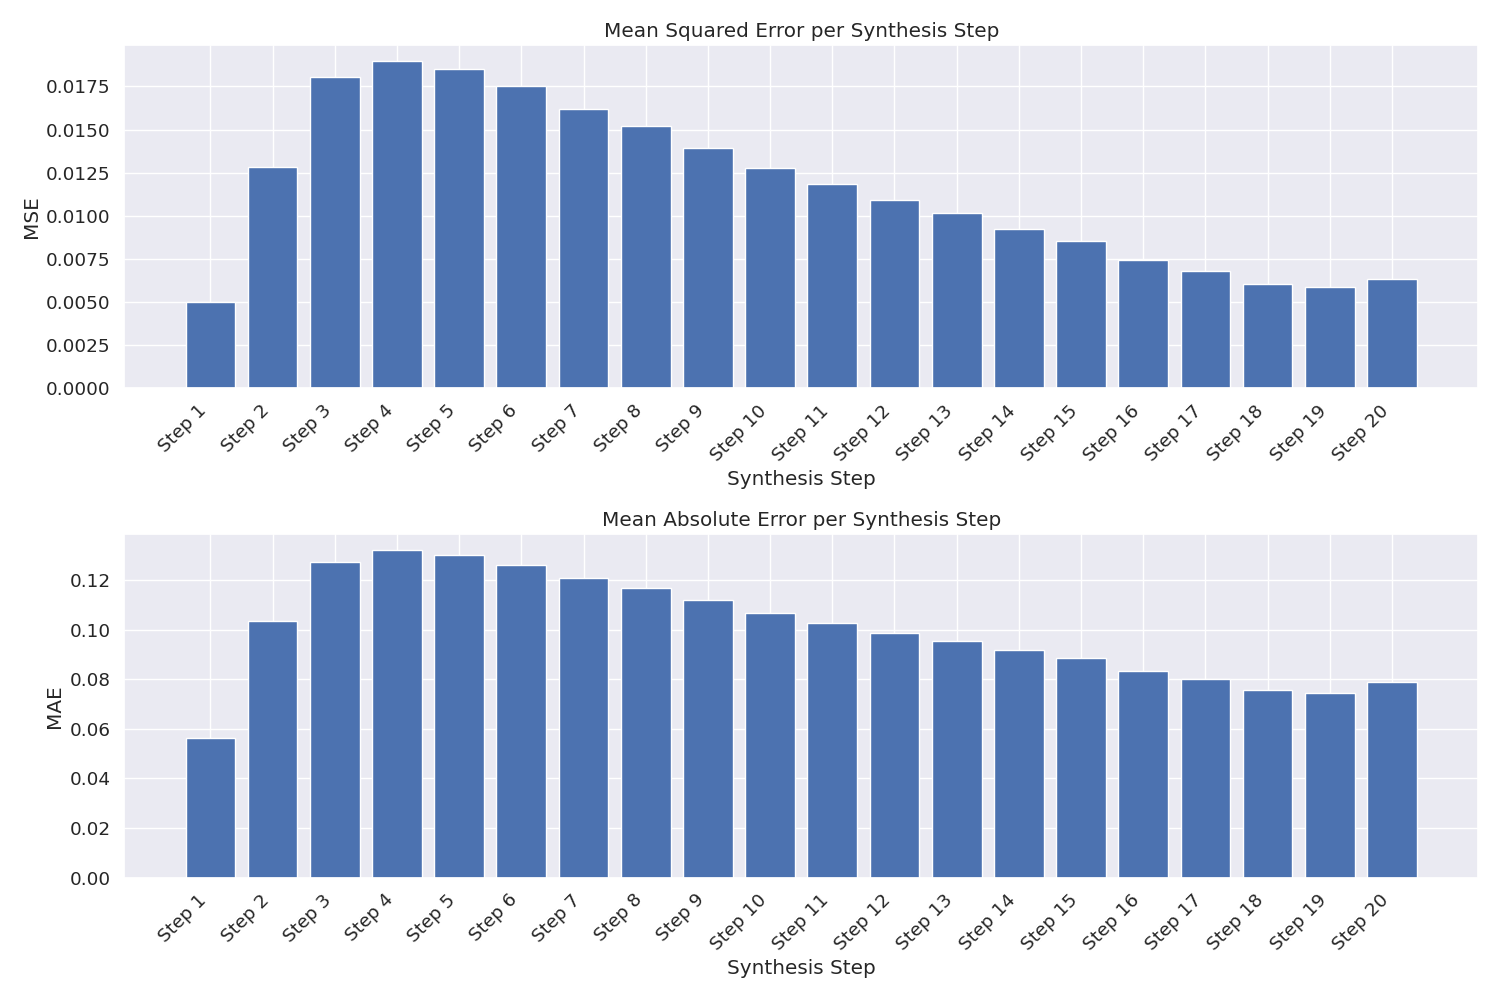 Mean Squared Error per Synthesis Step
MSE
0.0175
0.0150
0.0125
0.0100
0.0075
0.0050
0.0025
0.0000
Step 1
Step 2
Step 3
Step 4
Step 5
Step 6
Step 7
Step 8
Step 9
Step 10
Step 11
Step 12
Step 13
Step 14
Step 15
Step 16
Step 17
Step 18
Step 19
Step 20
Synthesis Step
Mean Absolute Error per Synthesis Step
MAE
0.12
0.10
0.08
0.06
0.04
0.02
0.00
Step 1
Step 2
Step 3
Step 4
Step 5
Step 6
Step 7
Step 8
Step 9
Step 10
Step 11
Step 12
Step 13
Step 14
Step 15
Step 16
Step 17
Step 18
Step 19
Step 20
Synthesis Step